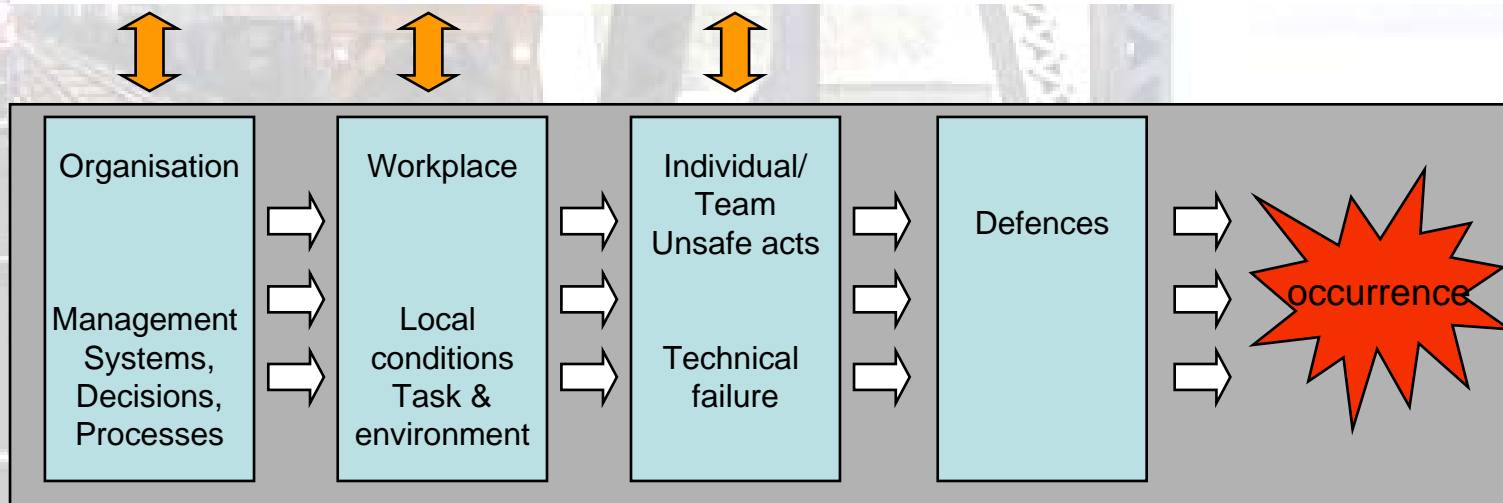 Organisation
Management
Systems,
Decisions,
Processes
Workplace
Local
conditions
Task &
environment
Individual/
Team
Unsafe acts
Technical
failure
Defences
occurrence